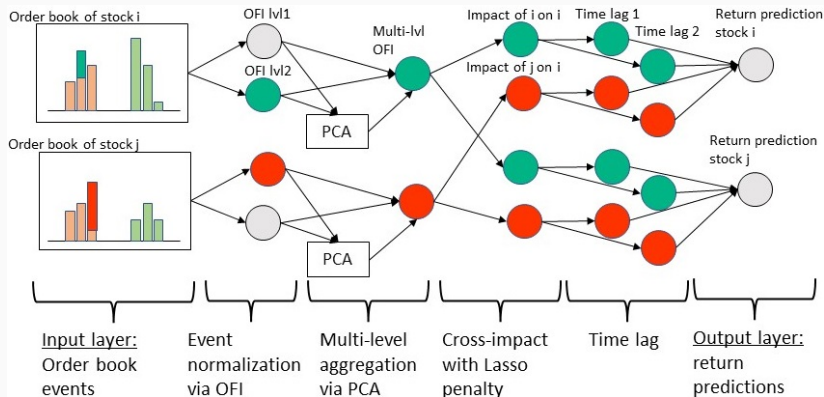 Order book of stock i
OFI lvl1
OFI lvl2
PCA
Multi-lvl
OFI
Impact of i on i
Impact of j on i
Time lag 1
Time lag 2
Return prediction
stock i
Order book of stock j
PCA
Return prediction
stock j
Input layer:
Order book
events
Event
normalization
via OFI
Multi-level
aggregation
via PCA
Cross-impact
with Lasso
penalty
Time lag
Output layer:
return
predictions